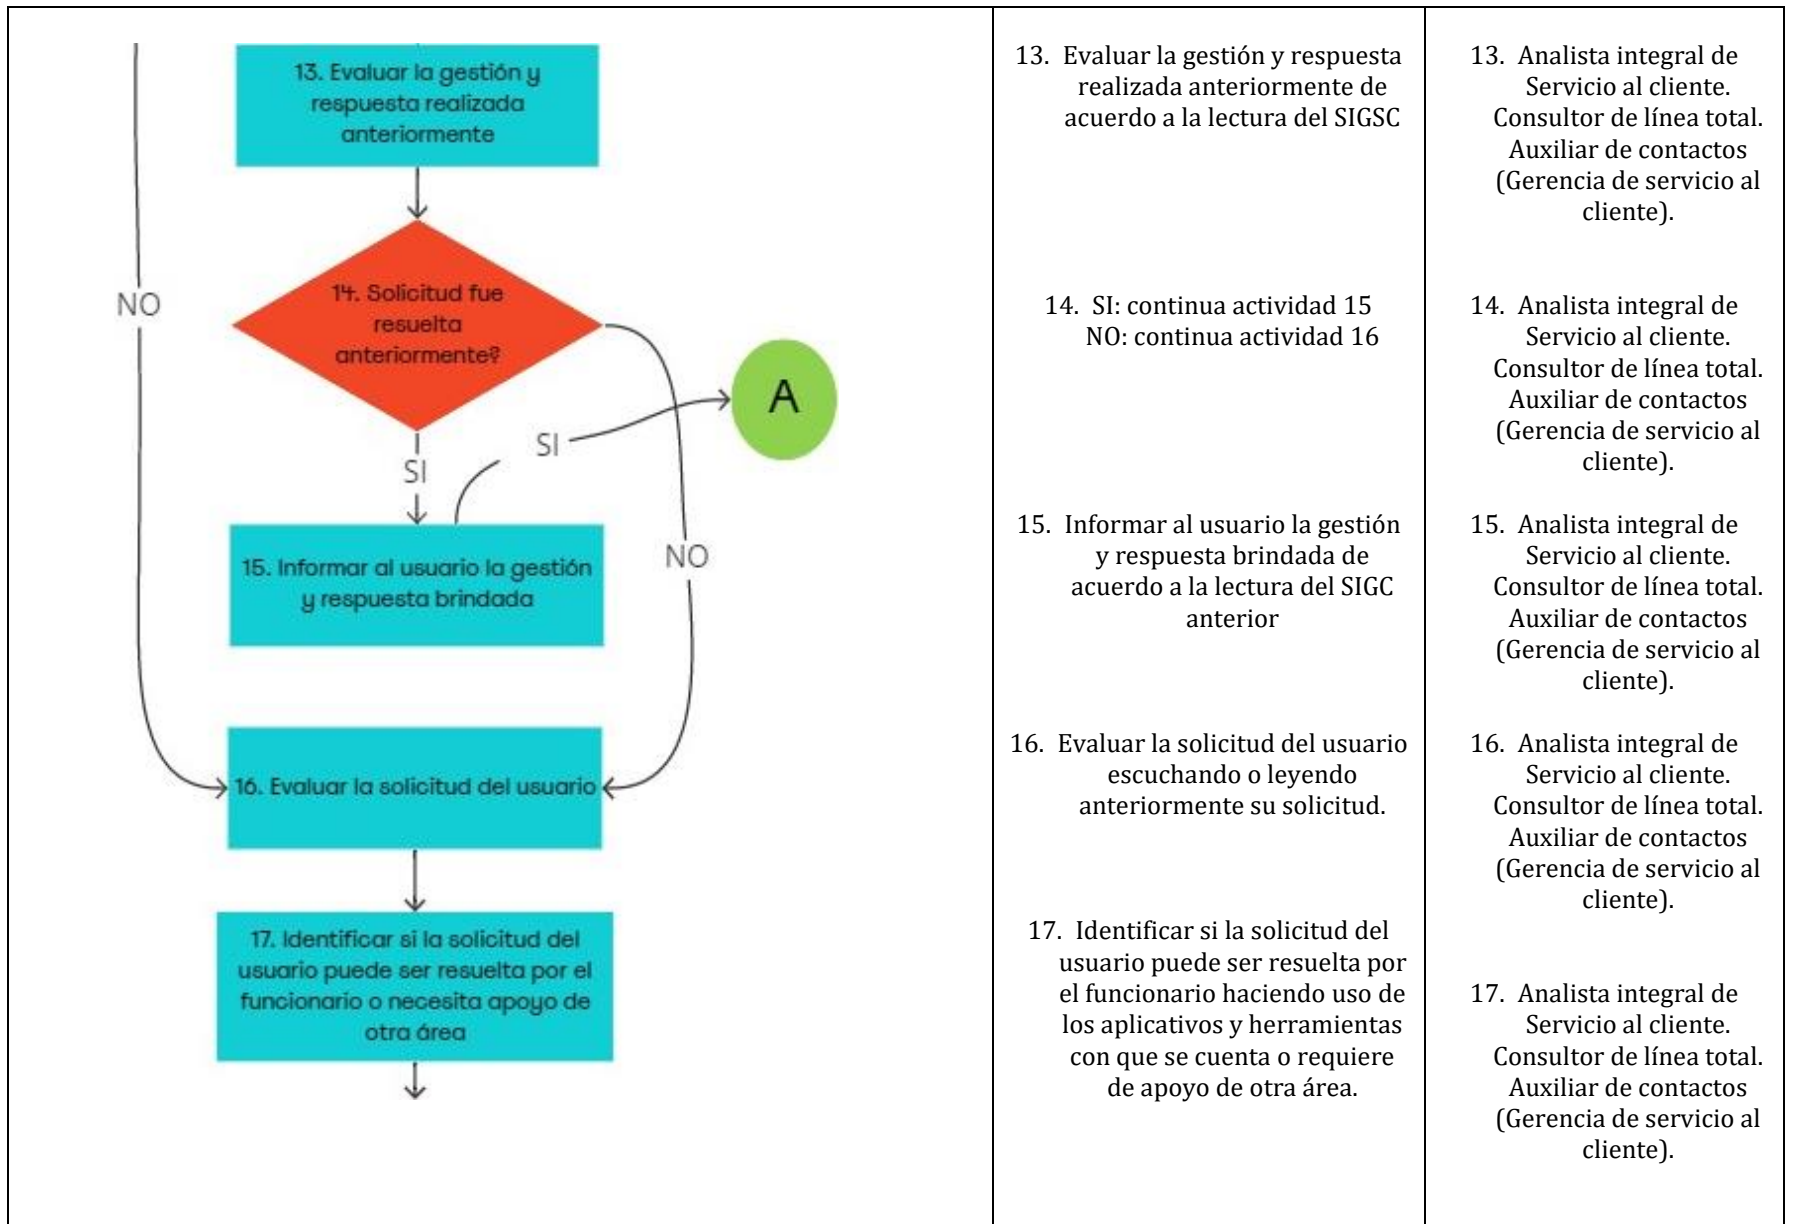 13. Evaluar la gestión y
respuesta realizada
anteriormente
NO
14. Solicitud fue
resuelta
anteriormente?
A
SI
SI
15. Informar al usuario la gestión
y respuesta brindada
NO
16. Evaluar la solicitud del usuario
17. Identificar si la solicitud del
usuario puede ser resuelta por el
funcionario o necesita apoyo de
otra área
13. Evaluar la gestión y respuesta
realizada anteriormente de
acuerdo a la lectura del SIGSC
14. SI: continua actividad 15
NO: continua actividad 16
15. Informar al usuario la gestión
y respuesta brindada de
acuerdo a la lectura del SIGC
anterior
16. Evaluar la solicitud del usuario
escuchando o leyendo
anteriormente su solicitud.
17. Identificar si la solicitud del
usuario puede ser resuelta por
el funcionario haciendo uso de
los aplicativos y herramientas
con que se cuenta o requiere
de apoyo de otra área.
13. Analista integral de
Servicio al cliente.
Consultor de línea total.
Auxiliar de contactos
(Gerencia de servicio al
cliente).
14. Analista integral de
Servicio al cliente.
Consultor de línea total.
Auxiliar de contactos
(Gerencia de servicio al
cliente).
15. Analista integral de
Servicio al cliente.
Consultor de línea total.
Auxiliar de contactos
(Gerencia de servicio al
cliente).
16. Analista integral de
Servicio al cliente.
Consultor de línea total.
Auxiliar de contactos
(Gerencia de servicio al
cliente).
17. Analista integral de
Servicio al cliente.
Consultor de línea total.
Auxiliar de contactos
(Gerencia de servicio al
cliente).